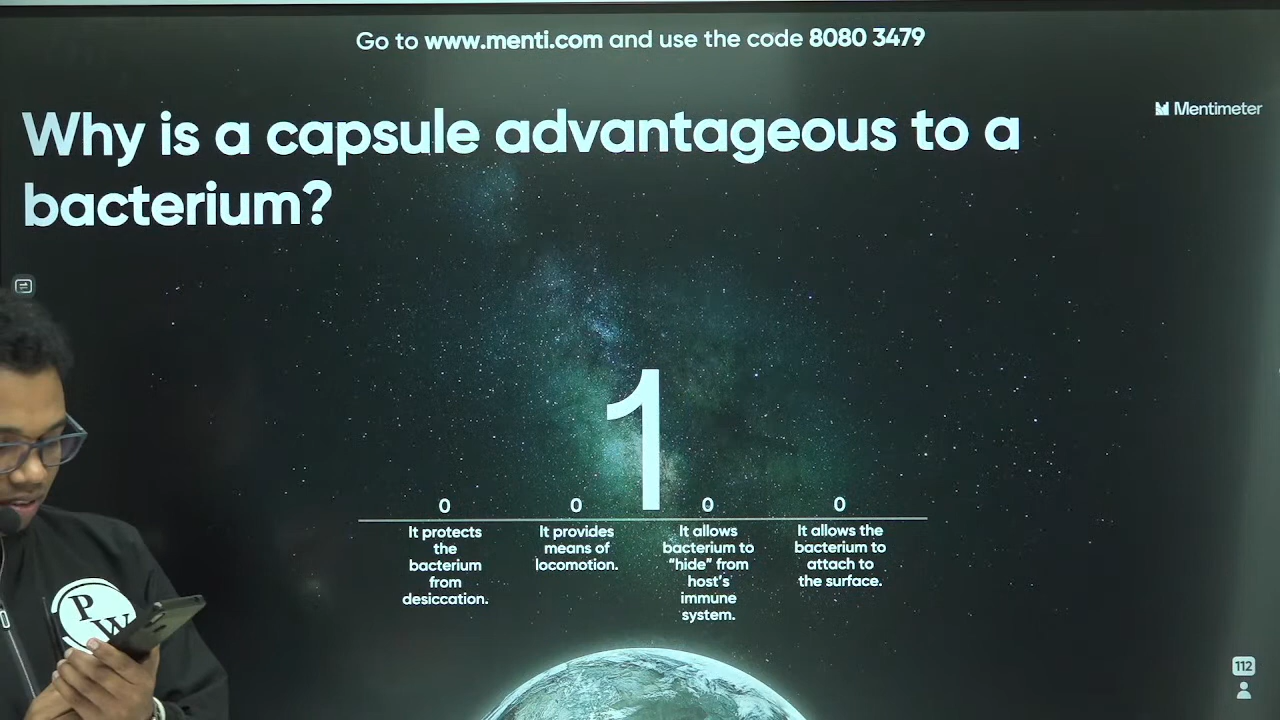 Go to www.menti.com and use the code 8080 3479
Mentimeter
Why is a capsule advantageous to a
bacterium?
1
0
0
0
0
It protects
the
bacterium
from
desiccation.
It provides
means of
locomotion.
It allows
bacterium to
“hide” from
host’s
immune
system.
It allows the
bacterium to
attach to
the surface.
P
W
112